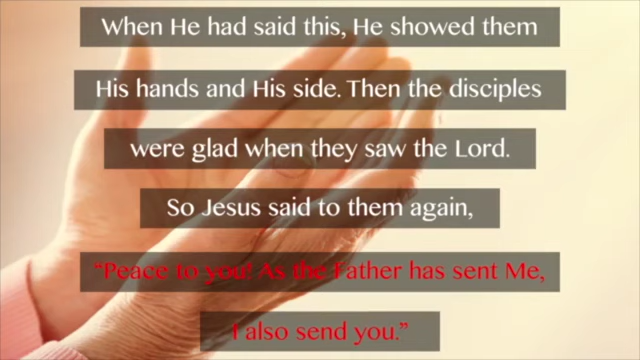 When He had said this, He showed them
His hands and His side. Then the disciples
were glad when they saw the Lord.
So Jesus said to them again,
“Peace to you! As the Father has sent Me,
I also send you.”